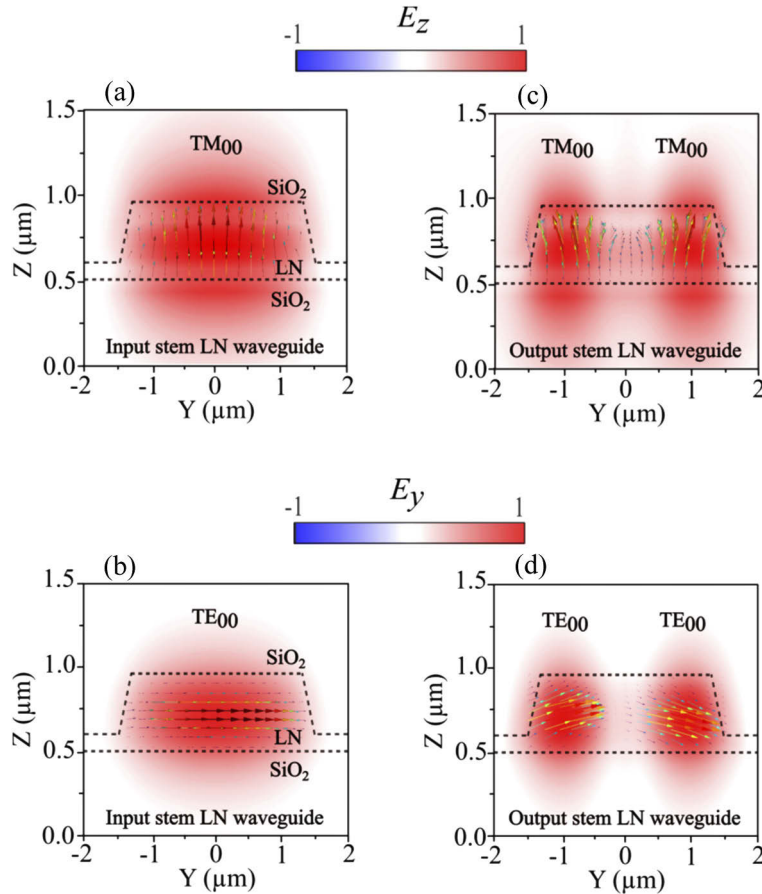 E_z
-1 1
(a)
1.5
1.0
0.5
0.0
Z (µm)
TM00
SiO2
LN
SiO2
Input stem LN waveguide
-2 -1 0 1 2
Y (µm)
(c)
1.5
1.0
0.5
0.0
Z (µm)
TM00 TM00
Output stem LN waveguide
-2 -1 0 1 2
Y (µm)
E_y
-1 1
(b)
1.5
1.0
0.5
0.0
Z (µm)
TE00
SiO2
LN
SiO2
Input stem LN waveguide
-2 -1 0 1 2
Y (µm)
(d)
1.5
1.0
0.5
0.0
Z (µm)
TE00 TE00
Output stem LN waveguide
-2 -1 0 1 2
Y (µm)